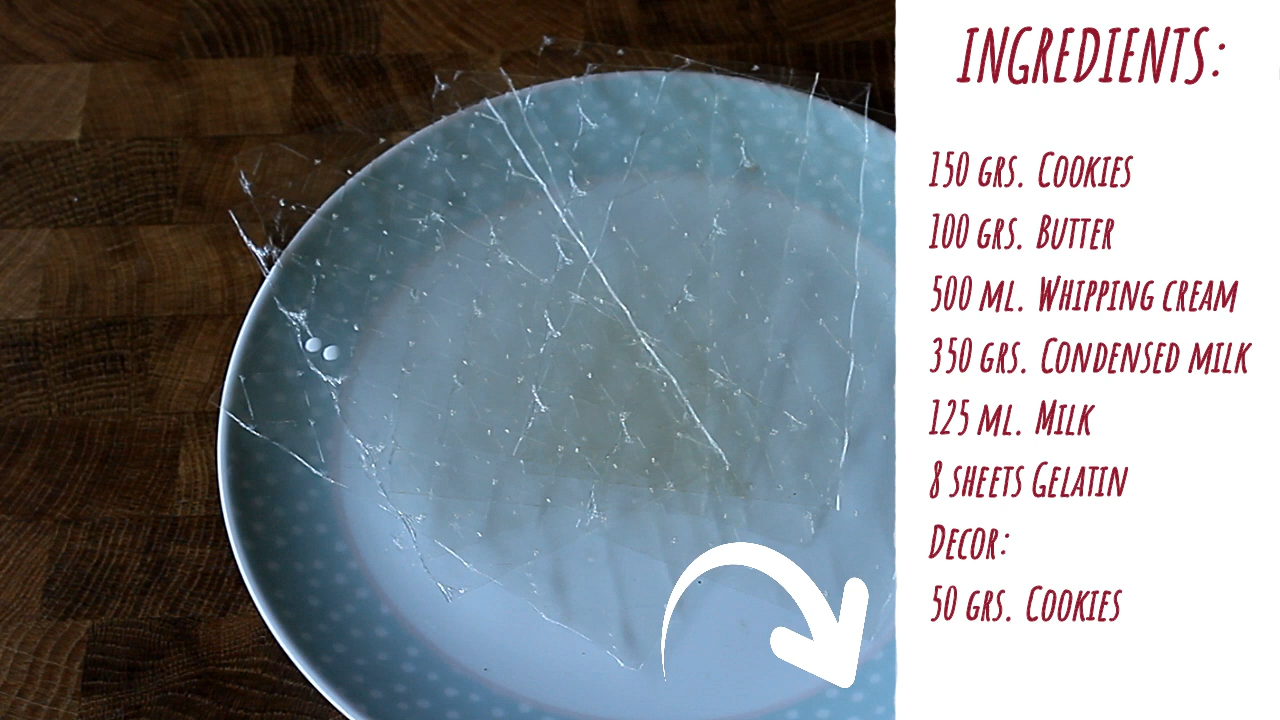 INGREDIENTS:
150 GRS. COOKIES
100 GRS. BUTTER
500 ML. WHIPPING CREAM
350 GRS. CONDENSED MILK
125 ML. MILK
8 SHEETS GELATIN
DECOR:
50 GRS. COOKIES